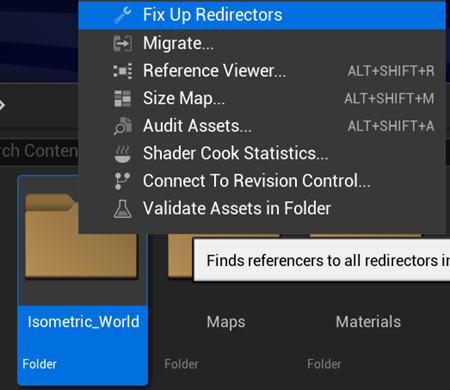 Fix Up Redirectors
Migrate...
Reference Viewer... ALT+SHIFT+R
Size Map... ALT+SHIFT+M
Audit Assets... ALT+SHIFT+A
rch Conten
Shader Cook Statistics...
Connect To Revision Control...
Validate Assets in Folder
Finds referencers to all redirectors in
Isometric_World Maps Materials
Folder Folder Folder